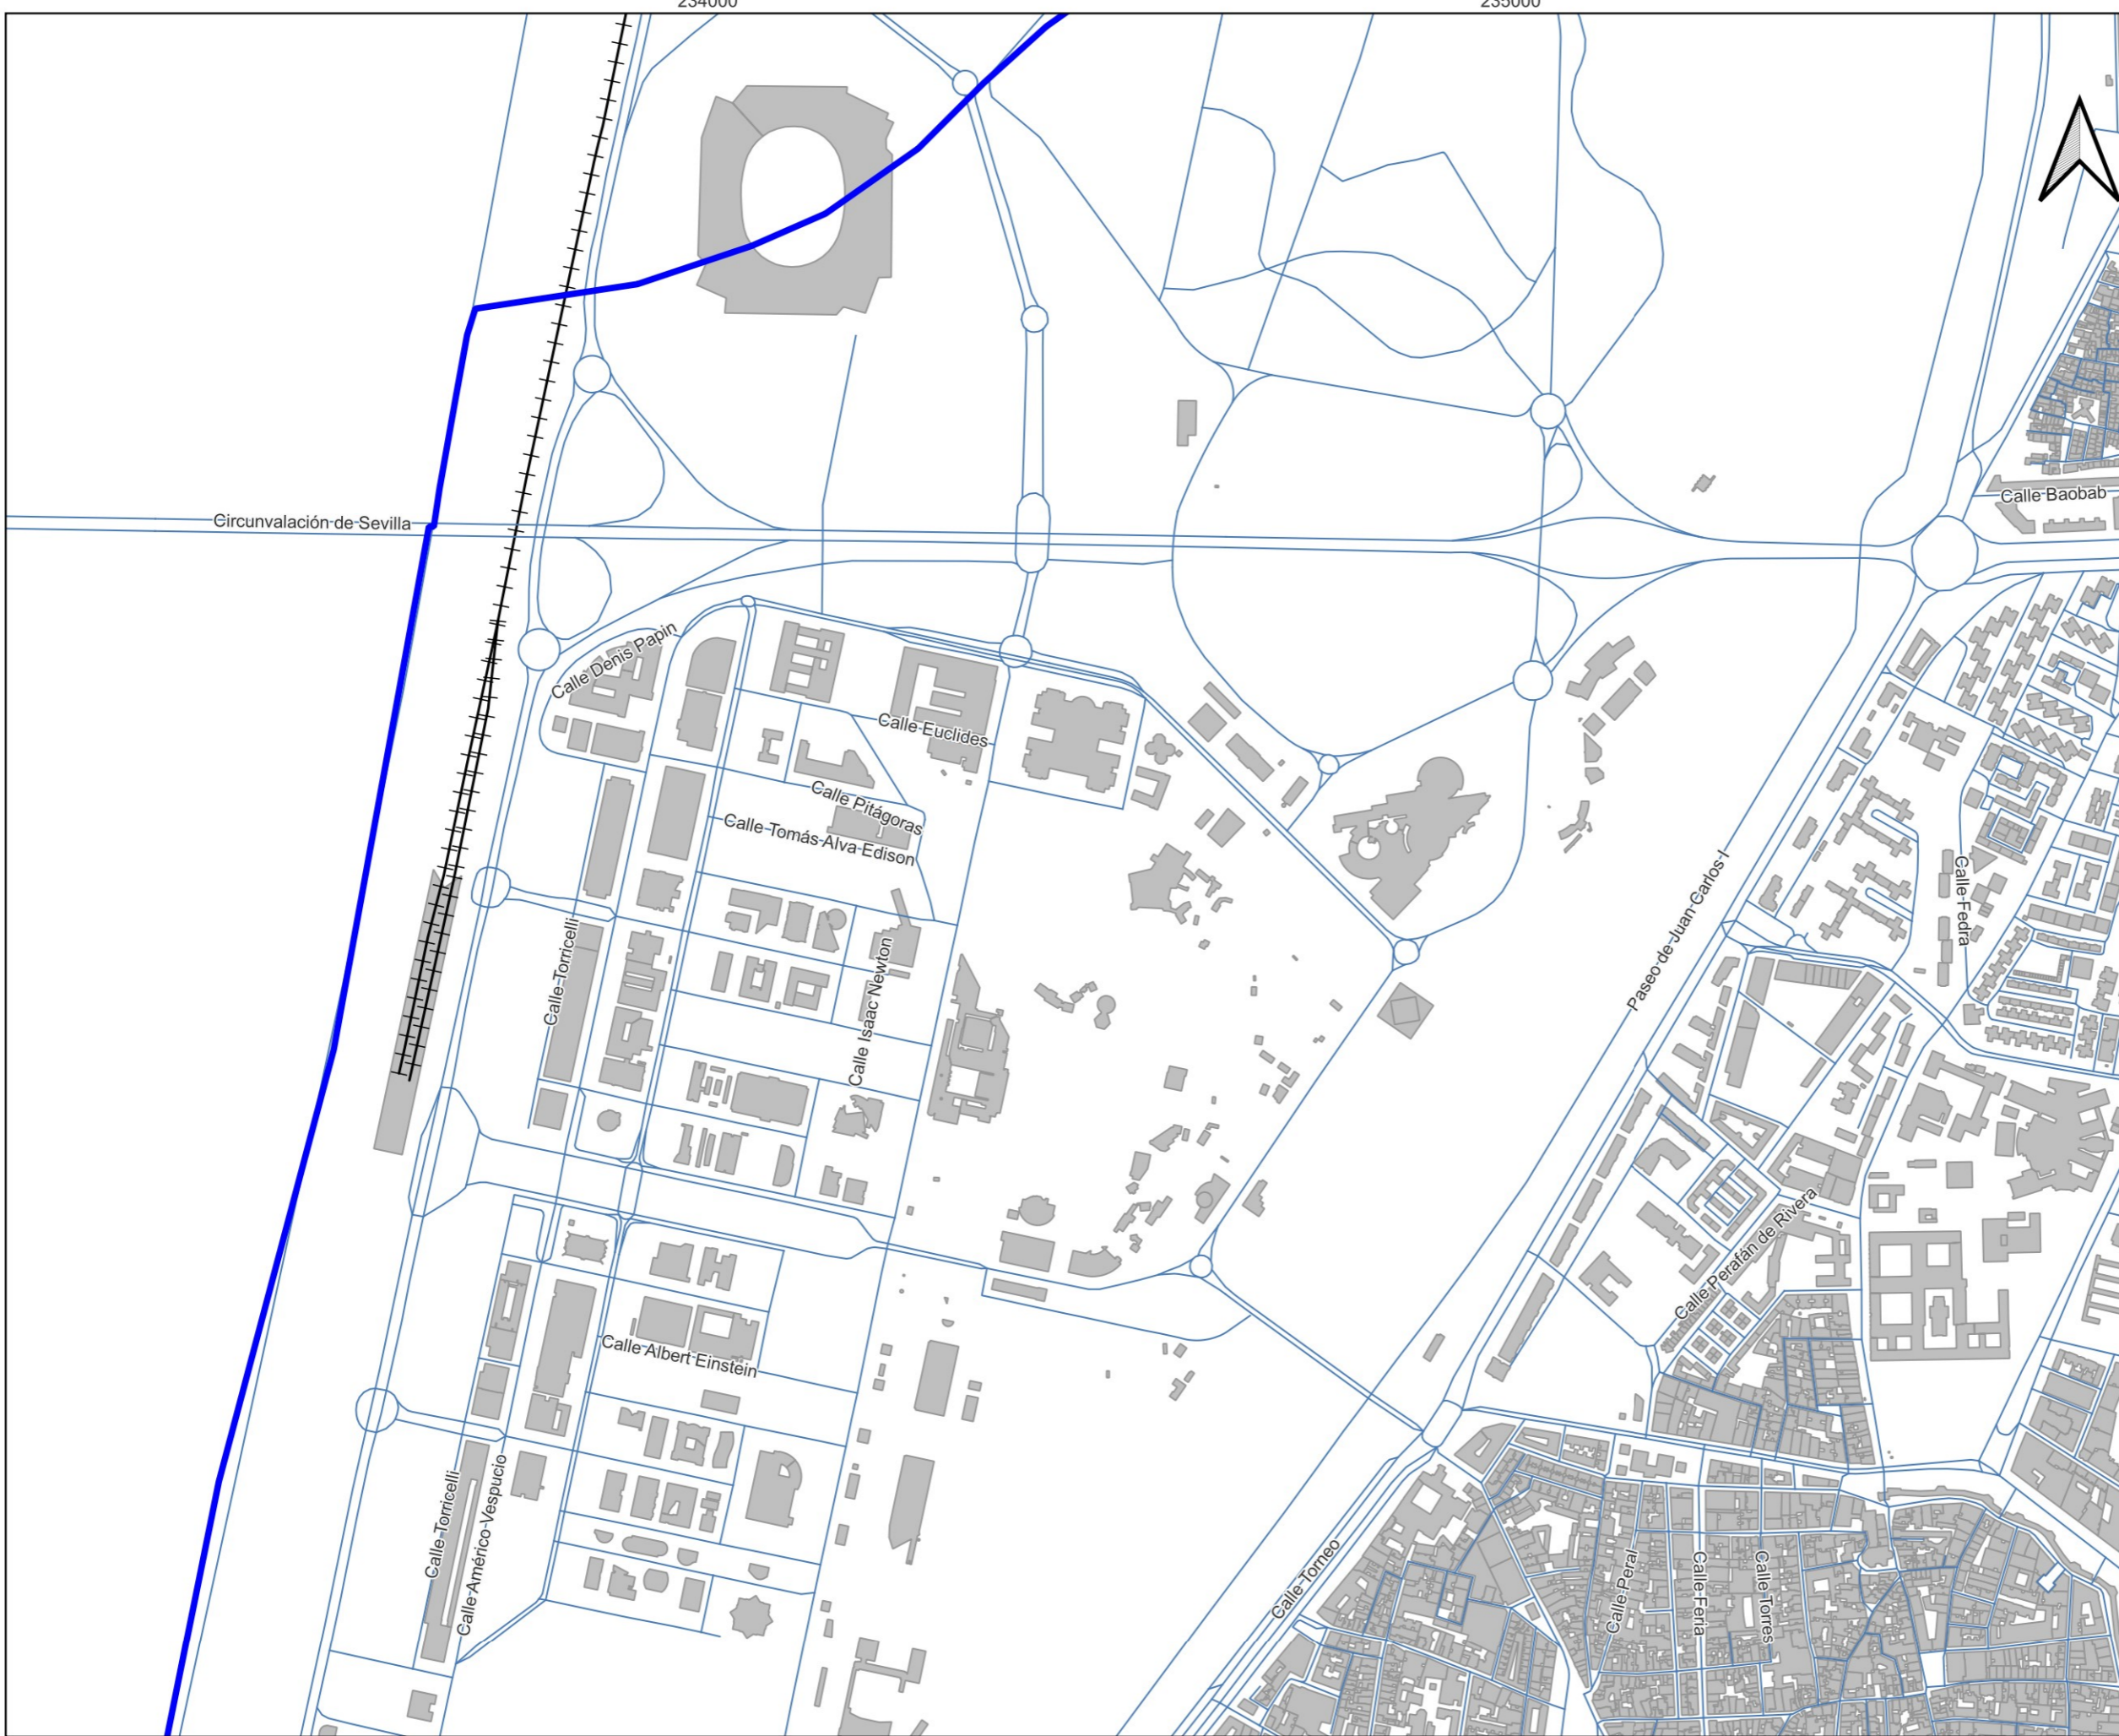 234000
235000
Calle Baobab
Circunvalación de Sevilla
Calle Denis Papin
Calle Euclides
Calle Pitágoras
Calle Tomás Alva Edison
Paseo de Juan Carlos I
Calle Fedra
Calle Torricelli
Calle Isaac Newton
Calle Perafán de Rivera
Calle Albert Einstein
Calle Torricelli
Calle Américo Vespucio
Calle Torneo
Calle Peral
Calle Feria
Calle Torres